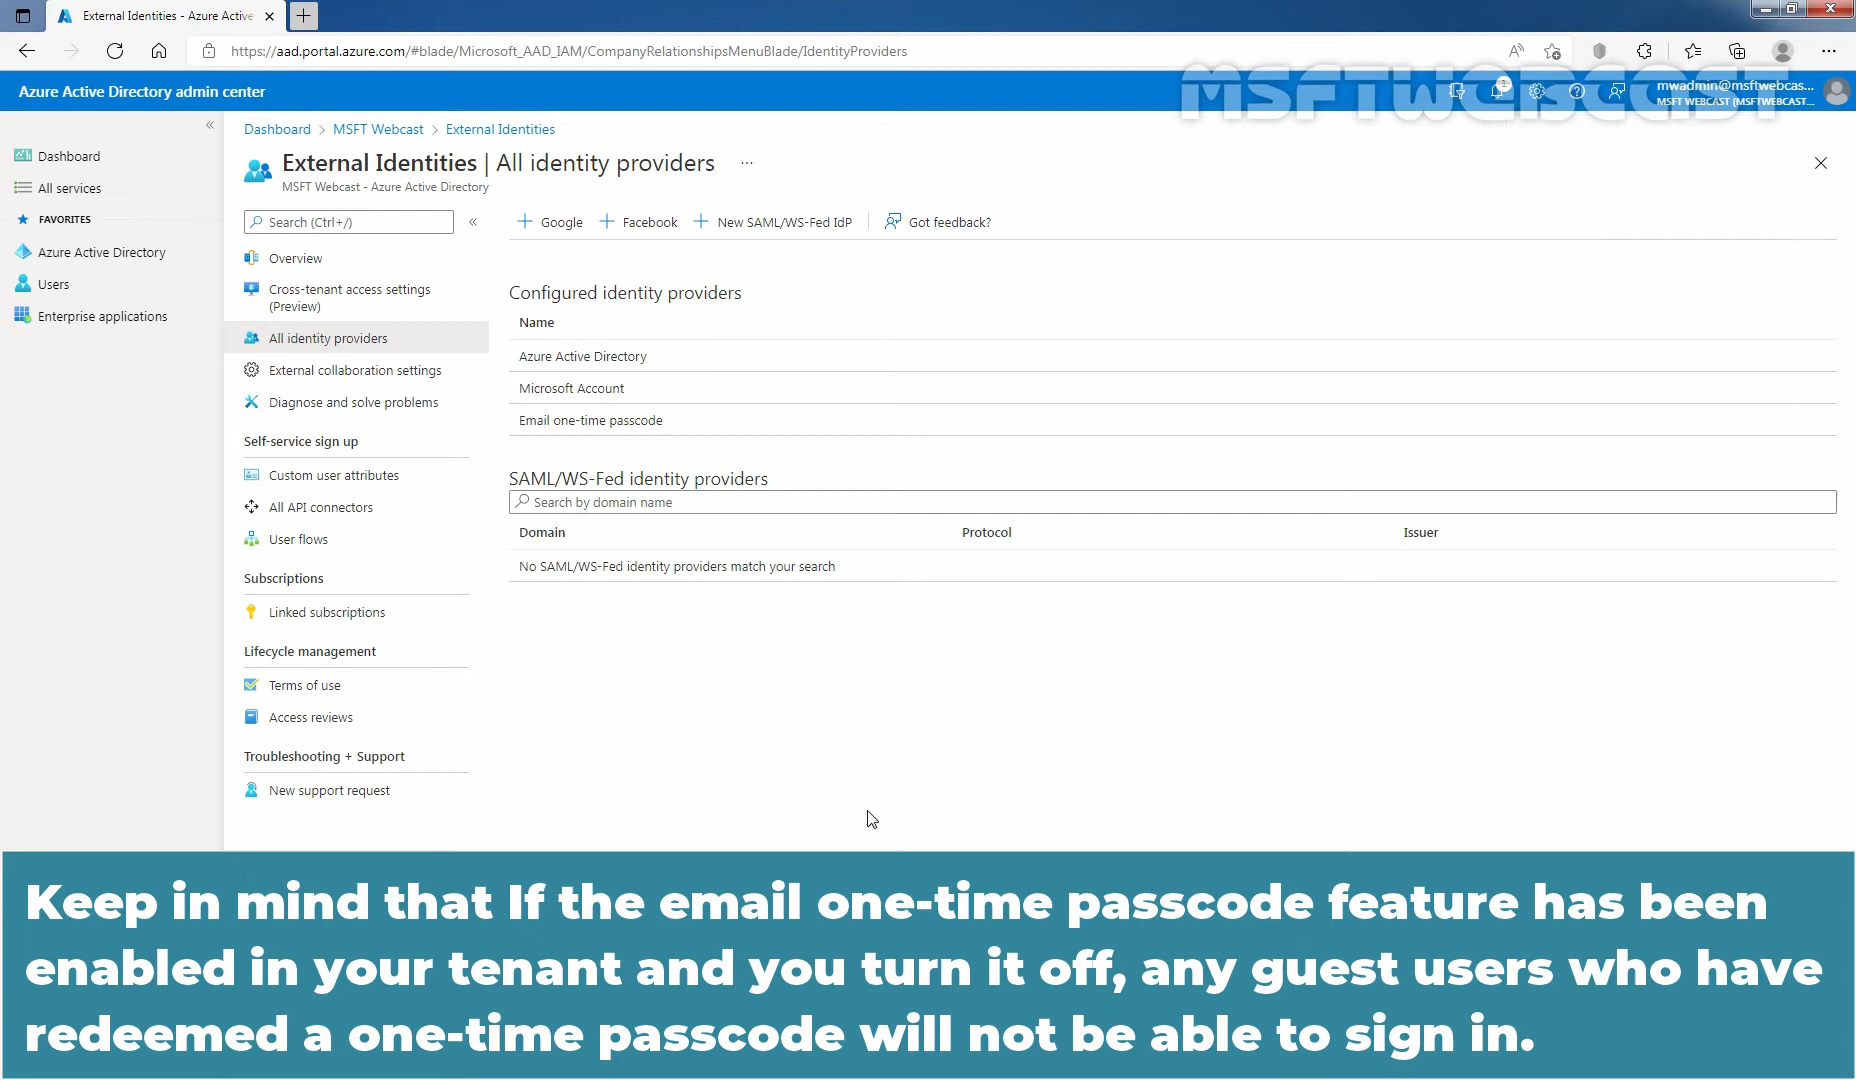 External Identities - Azure Active
https://aad.portal.azure.com/#blade/Microsoft_AAD_IAM/CompanyRelationshipsMenuBlade/IdentityProviders
MSFTWEBCAST
Azure Active Directory admin center
mwadmin@msftwebcas...
MSFT WEBCAST (MSFTWEBCAST...
Dashboard > MSFT Webcast > External Identities
Dashboard
All services
FAVORITES
Azure Active Directory
Users
Enterprise applications
External Identities | All identity providers ...
MSFT Webcast - Azure Active Directory
Search (Ctrl+/)
Overview
Cross-tenant access settings
(Preview)
All identity providers
External collaboration settings
Diagnose and solve problems
Self-service sign up
Custom user attributes
All API connectors
User flows
Subscriptions
Linked subscriptions
Lifecycle management
Terms of use
Access reviews
Troubleshooting + Support
New support request
Google Facebook New SAML/WS-Fed IdP Got feedback?
Configured identity providers
Name
Azure Active Directory
Microsoft Account
Email one-time passcode
SAML/WS-Fed identity providers
Search by domain name
Domain Protocol Issuer
No SAML/WS-Fed identity providers match your search
Keep in mind that If the email one-time passcode feature has been
enabled in your tenant and you turn it off, any guest users who have
redeemed a one-time passcode will not be able to sign in.